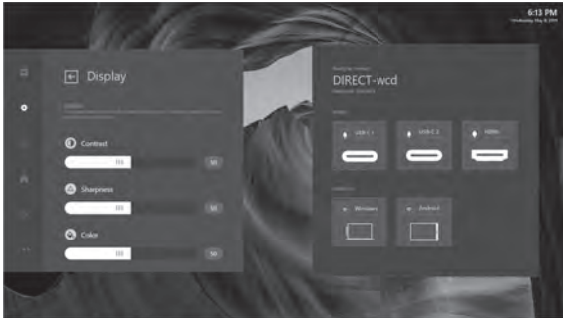 6:13 PM
Display
Contrast
50
Sharpness
50
Color
50
DIRECT-wcd
USB-C 1
USB-C 2
HDMI
Windows
Android